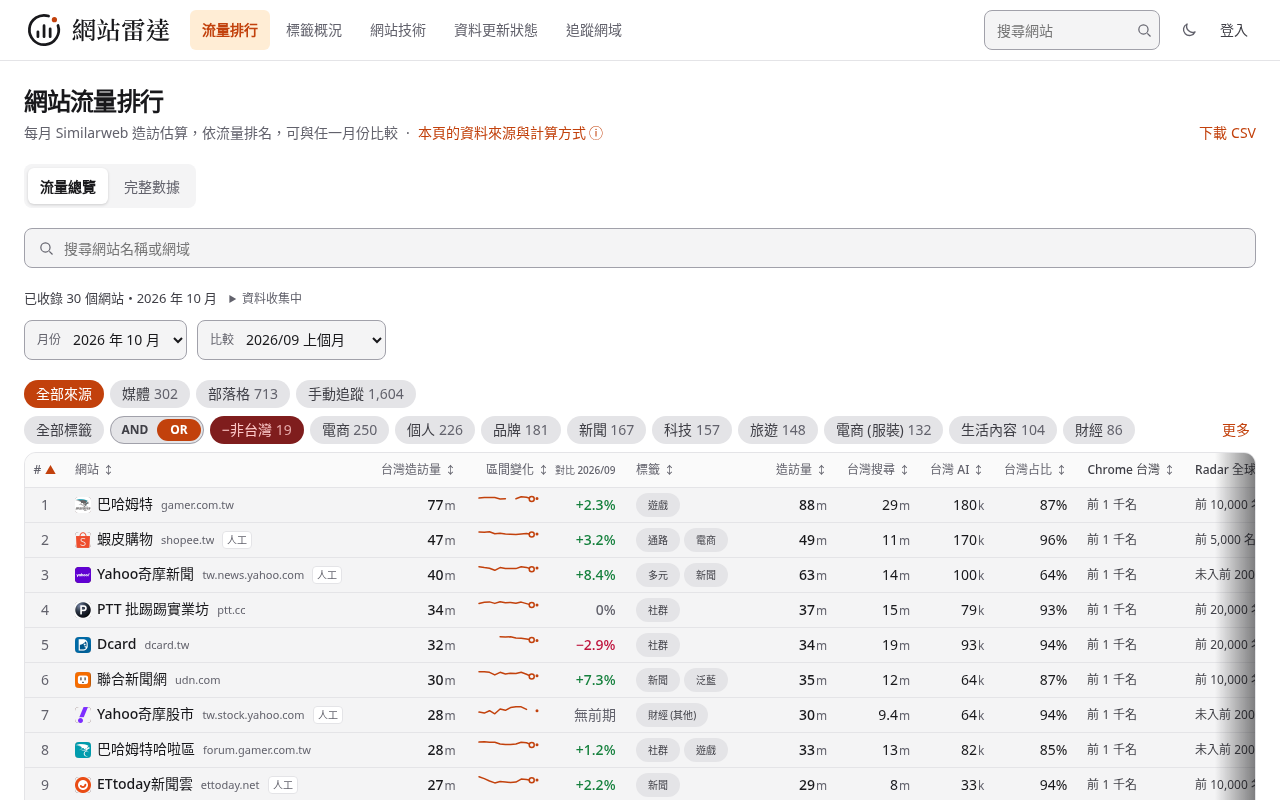 網站雷達 流量排行 標籤概況 網站技術 資料更新狀態 追蹤網域 搜尋網站 登入
網站流量排行
每月 Similarweb 造訪估算，依流量排名，可與任一月份比較 · 本頁的資料來源與計算方式 ⓘ 下載 CSV
流量總覽 完整數據
搜尋網站名稱或網域
已收錄 30 個網站 • 2026 年 10 月 ▶ 資料收集中
月份 2026 年 10 月 比較 2026/09 上個月
全部來源 媒體 302 部落格 713 手動追蹤 1,604
全部標籤 AND OR −非台灣 19 電商 250 個人 226 品牌 181 新聞 167 科技 157 旅遊 148 電商 (服裝) 132 生活內容 104 財經 86 更多
# ▲ 網站 ↕ 台灣造訪量 ↕ 區間變化 ↕ 對比 2026/09 標籤 ↕ 造訪量 ↕ 台灣搜尋 ↕ 台灣 AI ↕ 台灣占比 ↕ Chrome 台灣 ↕ Radar 全球
1 巴哈姆特 gamer.com.tw 77m +2.3% 遊戲 88m 29m 180k 87% 前 1 千名 前 10,000 名
2 蝦皮購物 shopee.tw 人工 47m +3.2% 通路 電商 49m 11m 170k 96% 前 1 千名 前 5,000 名
3 Yahoo奇摩新聞 tw.news.yahoo.com 人工 40m +8.4% 多元 新聞 63m 14m 100k 64% 前 1 千名 未入前 200
4 PTT 批踢踢實業坊 ptt.cc 34m 0% 社群 37m 15m 79k 93% 前 1 千名 前 20,000 名
5 Dcard dcard.tw 32m −2.9% 社群 34m 19m 93k 94% 前 1 千名 前 20,000 名
6 聯合新聞網 udn.com 30m +7.3% 新聞 泛藍 35m 12m 64k 87% 前 1 千名 前 10,000 名
7 Yahoo奇摩股市 tw.stock.yahoo.com 人工 28m 無前期 財經 (其他) 30m 9.4m 64k 94% 前 1 千名 未入前 200
8 巴哈姆特哈啦區 forum.gamer.com.tw 28m +1.2% 社群 遊戲 33m 13m 82k 85% 前 1 千名 未入前 200
9 ETtoday新聞雲 ettoday.net 人工 27m +2.2% 新聞 29m 8m 33k 94% 前 1 千名 前 10,000 名